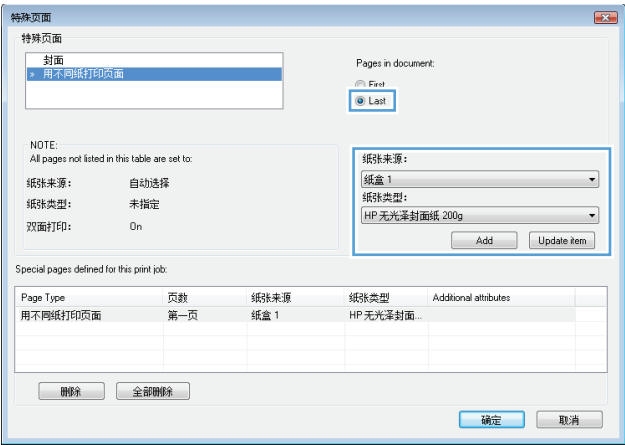 特殊页面
特殊页面
封面
» 用不同纸打印页面
Pages in document:
First
Last
NOTE:
All pages not listed in this table are set to:
纸张来源: 自动选择
纸张类型: 未指定
双面打印: On
纸张来源:
纸盒 1
纸张类型:
HP 无光泽封面纸 200g
Add Update item
Special pages defined for this print job:
Page Type 页数 纸张来源 纸张类型 Additional attributes
用不同纸打印页面 第一页 纸盒 1 HP 无光泽封面...
删除 全部删除
确定 取消